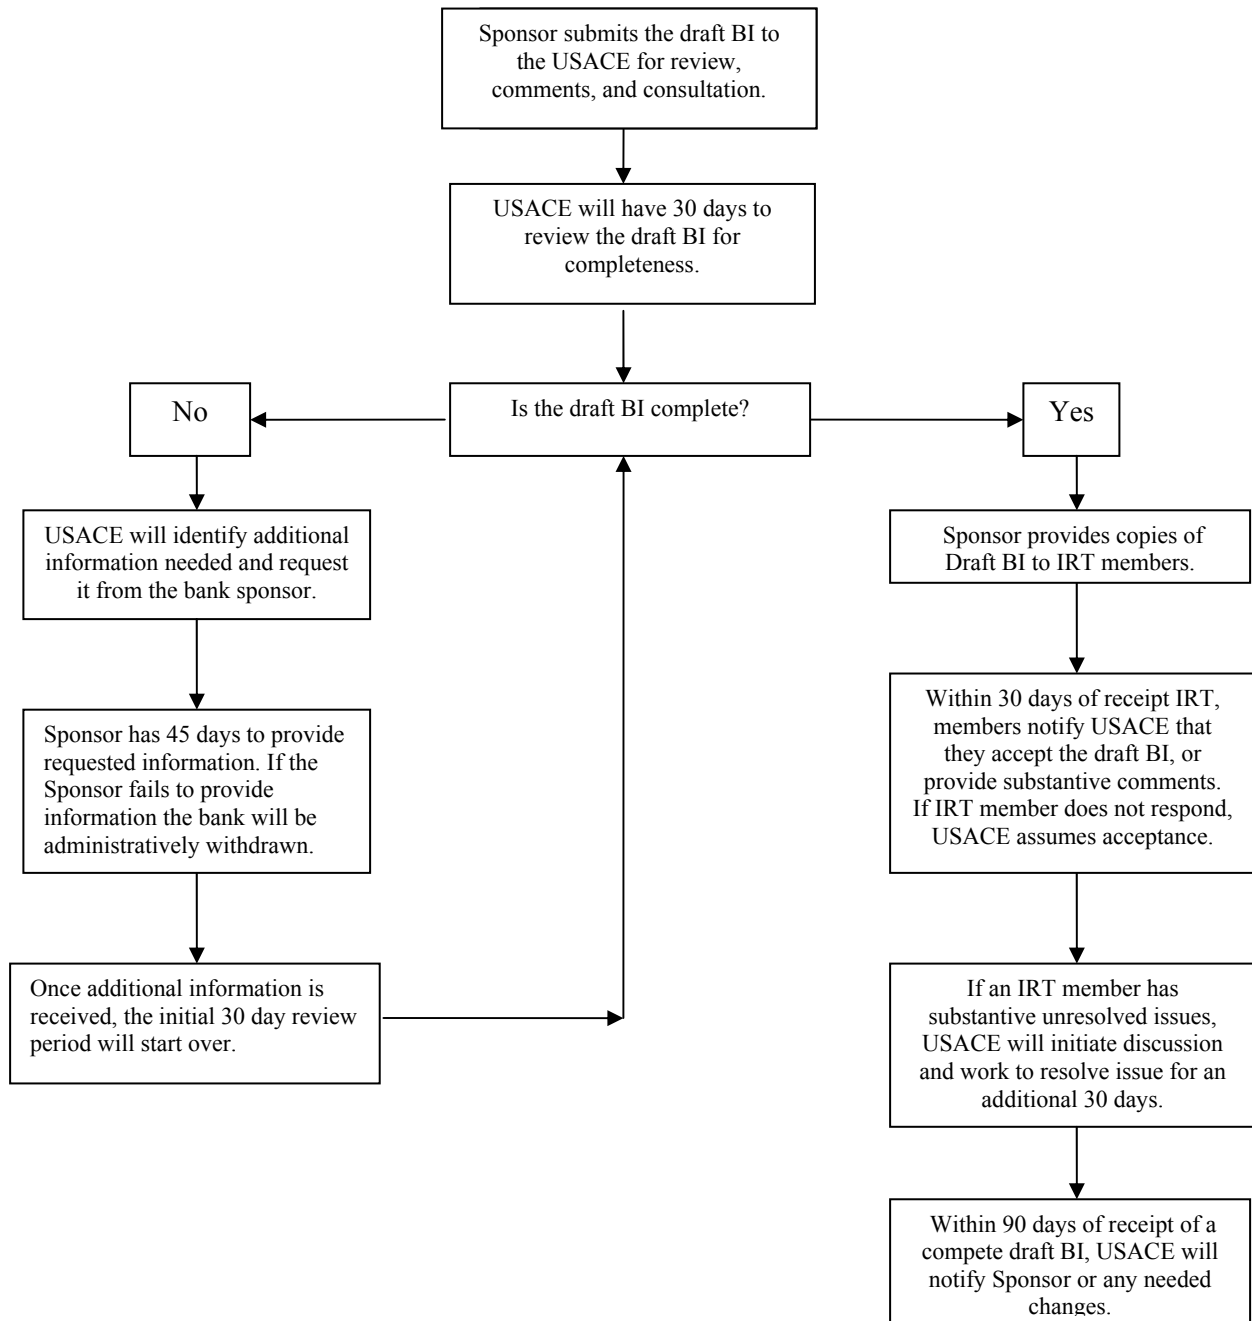 Sponsor submits the draft BI to
the USACE for review,
comments, and consultation.
USACE will have 30 days to
review the draft BI for
completeness.
No
Is the draft BI complete?
Yes
USACE will identify additional
information needed and request
it from the bank sponsor.
Sponsor provides copies of
Draft BI to IRT members.
Sponsor has 45 days to provide
requested information. If the
Sponsor fails to provide
information the bank will be
administratively withdrawn.
Within 30 days of receipt IRT,
members notify USACE that
they accept the draft BI, or
provide substantive comments.
If IRT member does not respond,
USACE assumes acceptance.
Once additional information is
received, the initial 30 day review
period will start over.
If an IRT member has
substantive unresolved issues,
USACE will initiate discussion
and work to resolve issue for an
additional 30 days.
Within 90 days of receipt of a
compete draft BI, USACE will
notify Sponsor or any needed
changes.